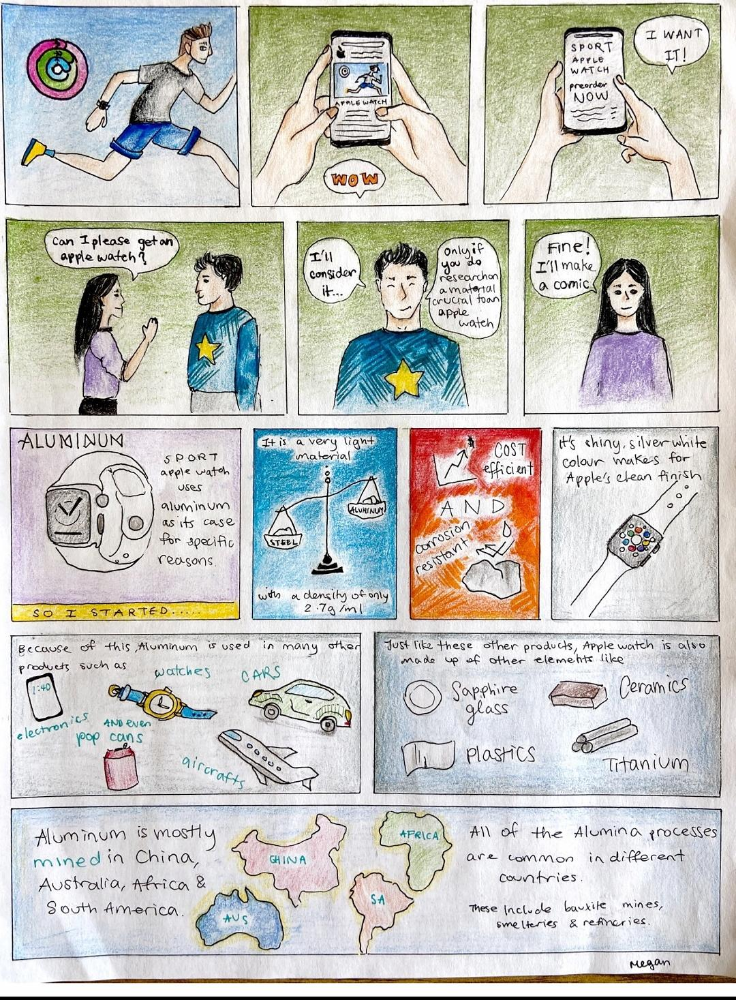 APPLE WATCH
WOW
SPORT
APPLE
WATCH
preorder
NOW
I WANT
IT!
Can I please get an
apple watch?
I'll
consider
it...
only if
you do
research on
a material
crucial to an
apple
watch
Fine!
I'll make
a comic
ALUMINUM
SPORT
apple watch
uses
aluminum
as its case
for specific
reasons.
SO I STARTED.....
It is a very light
material
STEEL
ALUMINUM
with a density of only
2.7g/ml
$
COST
efficient
AND
corrosion
resistant
It's shiny, silver white
colour makes for
Apple's clean finish
Because of this, Aluminum is used in many other
products such as
1:40
electronics
watches
CARS
AND even
pop cans
aircrafts
Just like these other products, Apple watch is also
made up of other elements like
Sapphire
glass
Ceramics
Plastics
Titanium
Aluminum is mostly
mined in China,
Australia, Africa &
South America.
CHINA
AFRICA
AUS
SA
All of the Alumina processes
are common in different
countries.
These include bauxite mines,
smelteries & refineries.
Megan